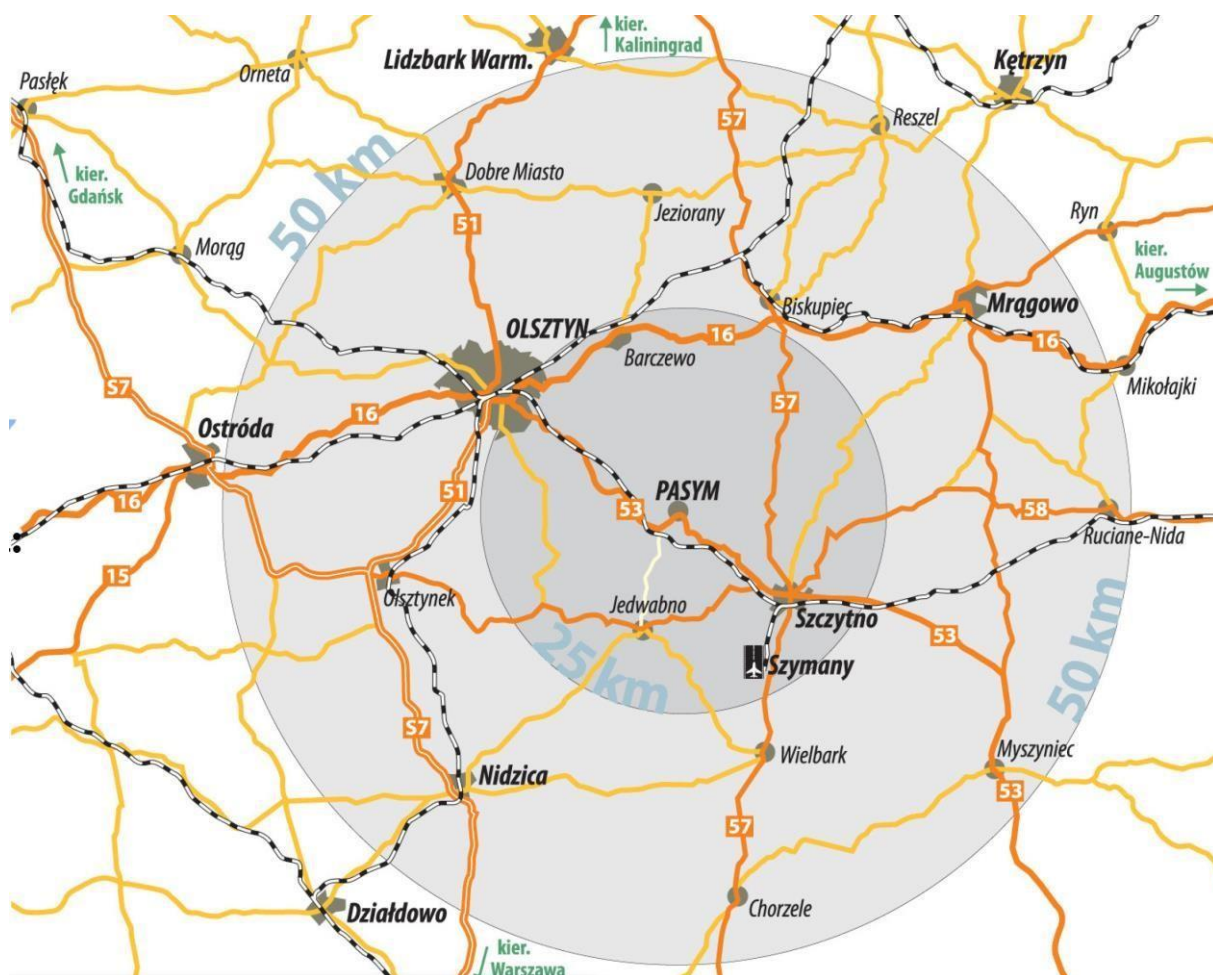 kier.
Kaliningrad
Lidzbark Warm.
Kętrzyn
Orneta
Pasłęk
57
Reszel
kier.
Gdańsk
50 km
Dobre Miasto
Jeziorany
51
Ryn
Morąg
kier.
Augustów
Biskupiec
Mrągowo
OLSZTYN
16
16
Barczewo
Mikołajki
S7
57
16
Ostróda
51
PASYM
16
53
58
Ruciane-Nida
15
Olsztynek
Jedwabno
Szczytno
53
25 km
Szymany
50 km
S7
Wielbark
Myszyniec
Nidzica
53
57
Działdowo
Chorzele
kier.
Warszawa